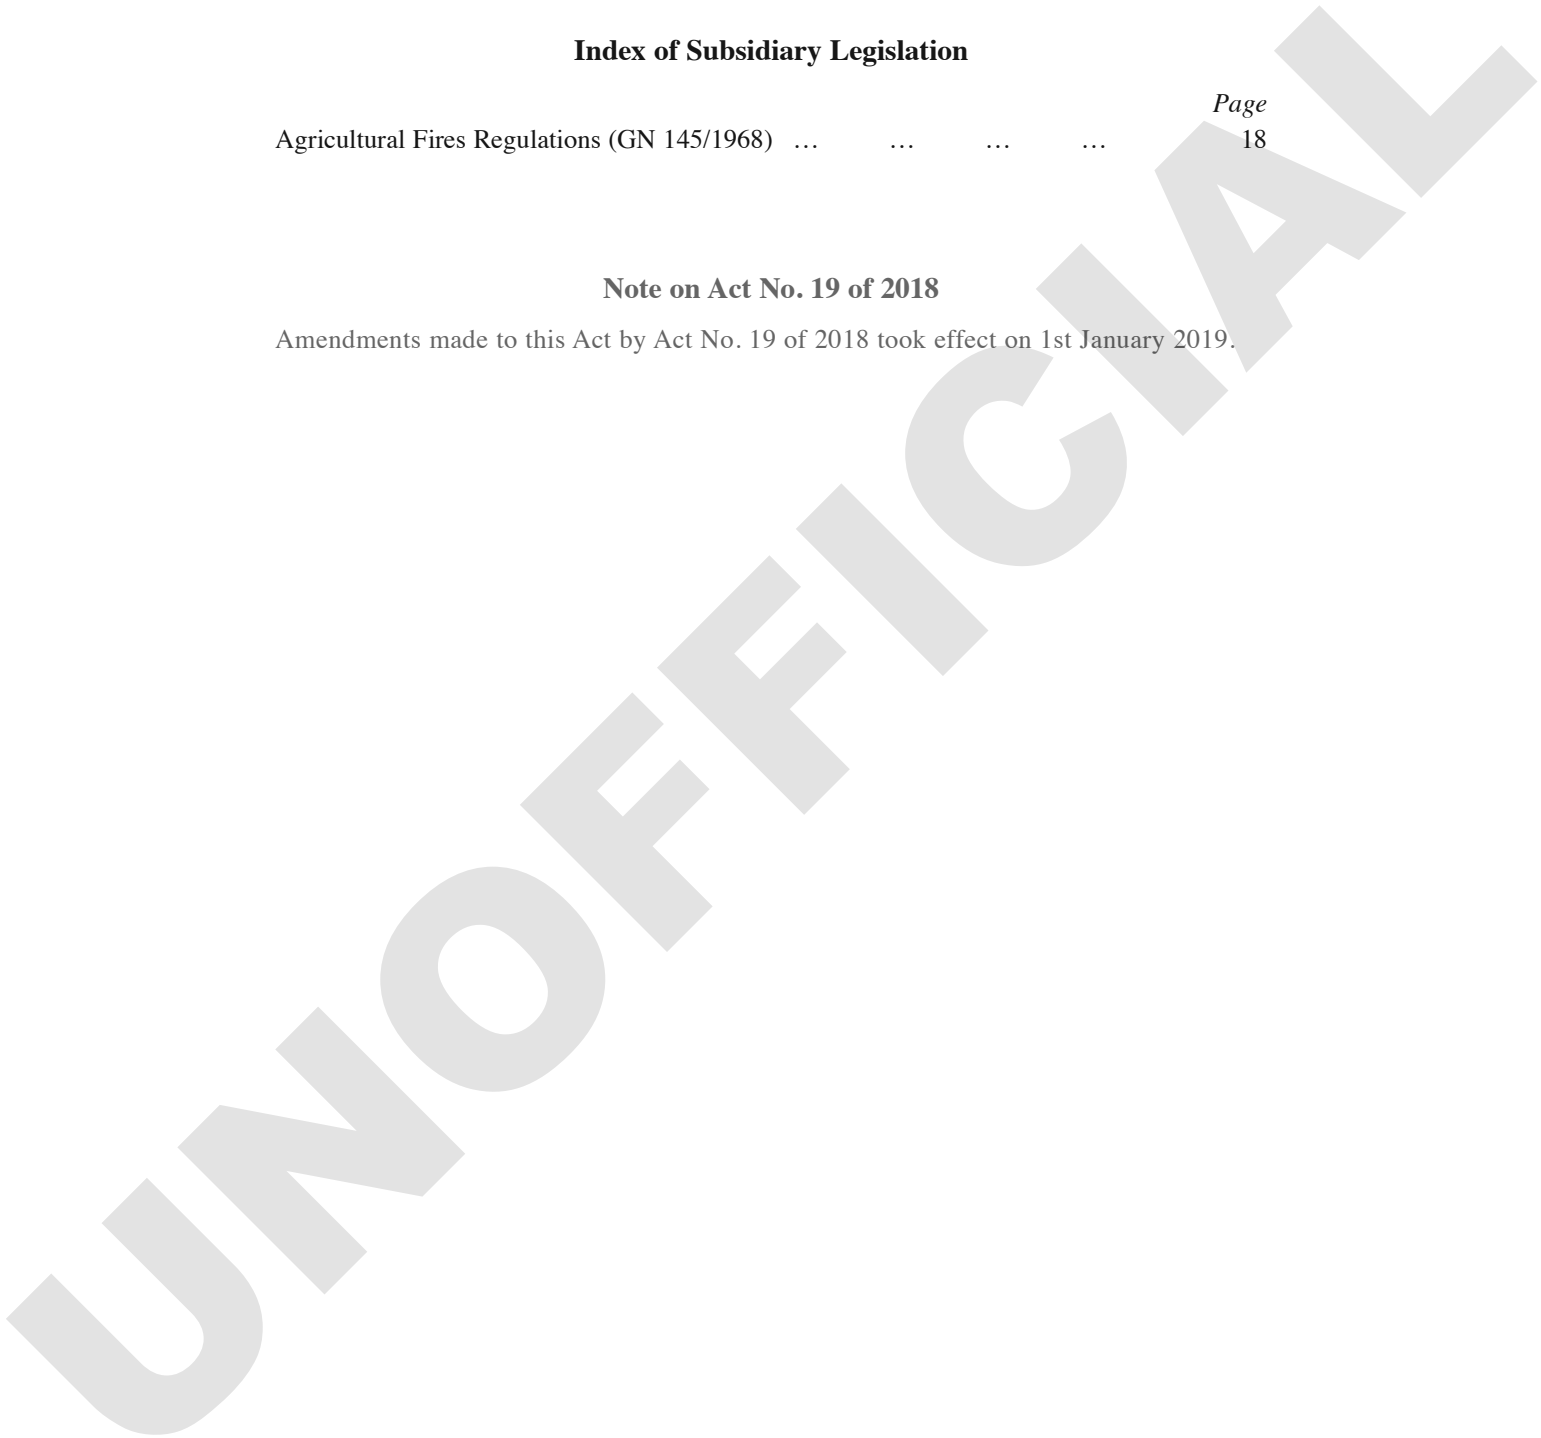 Index of Subsidiary Legislation
Page
Agricultural Fires Regulations (GN 145/1968) … … … … 18
Note on Act No. 19 of 2018
Amendments made to this Act by Act No. 19 of 2018 took effect on 1st January 2019.
UNOFFICIAL